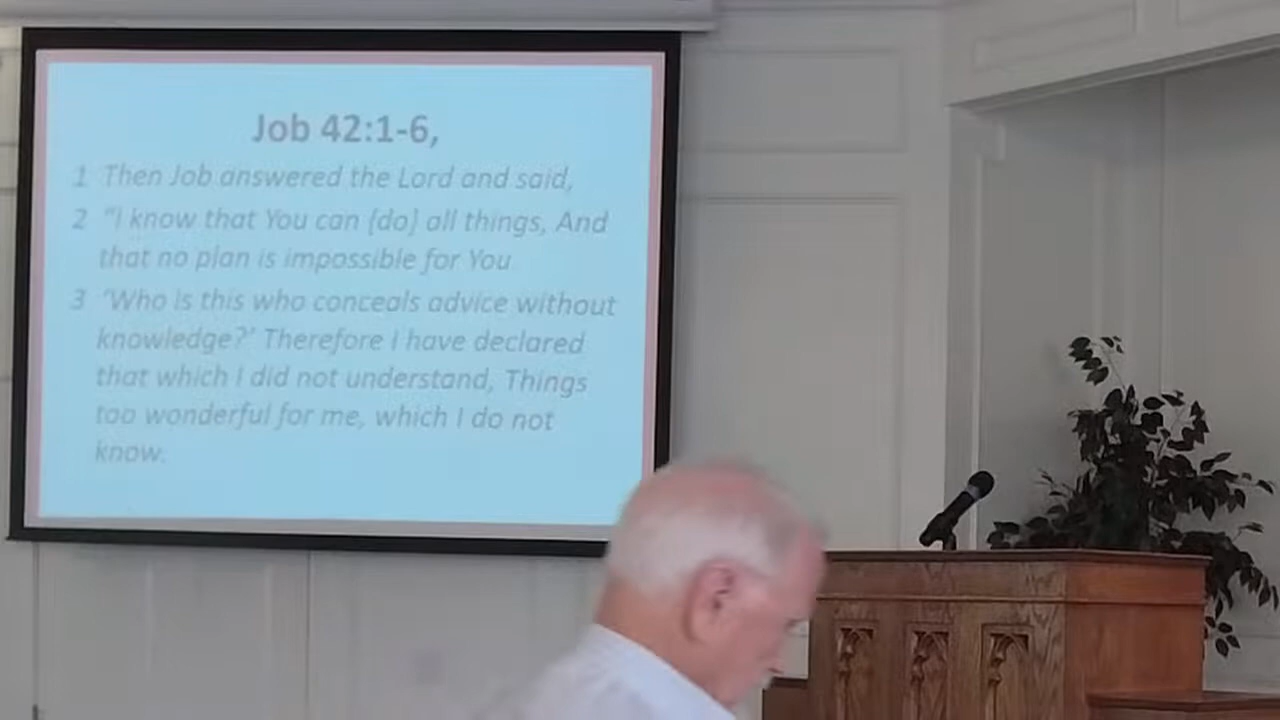 Job 42:1-6,
1 Then Job answered the Lord and said,
2 "I know that You can {do} all things, And
that no plan is impossible for You
3 'Who is this who conceals advice without
knowledge?' Therefore I have declared
that which I did not understand, Things
too wonderful for me, which I do not
know.